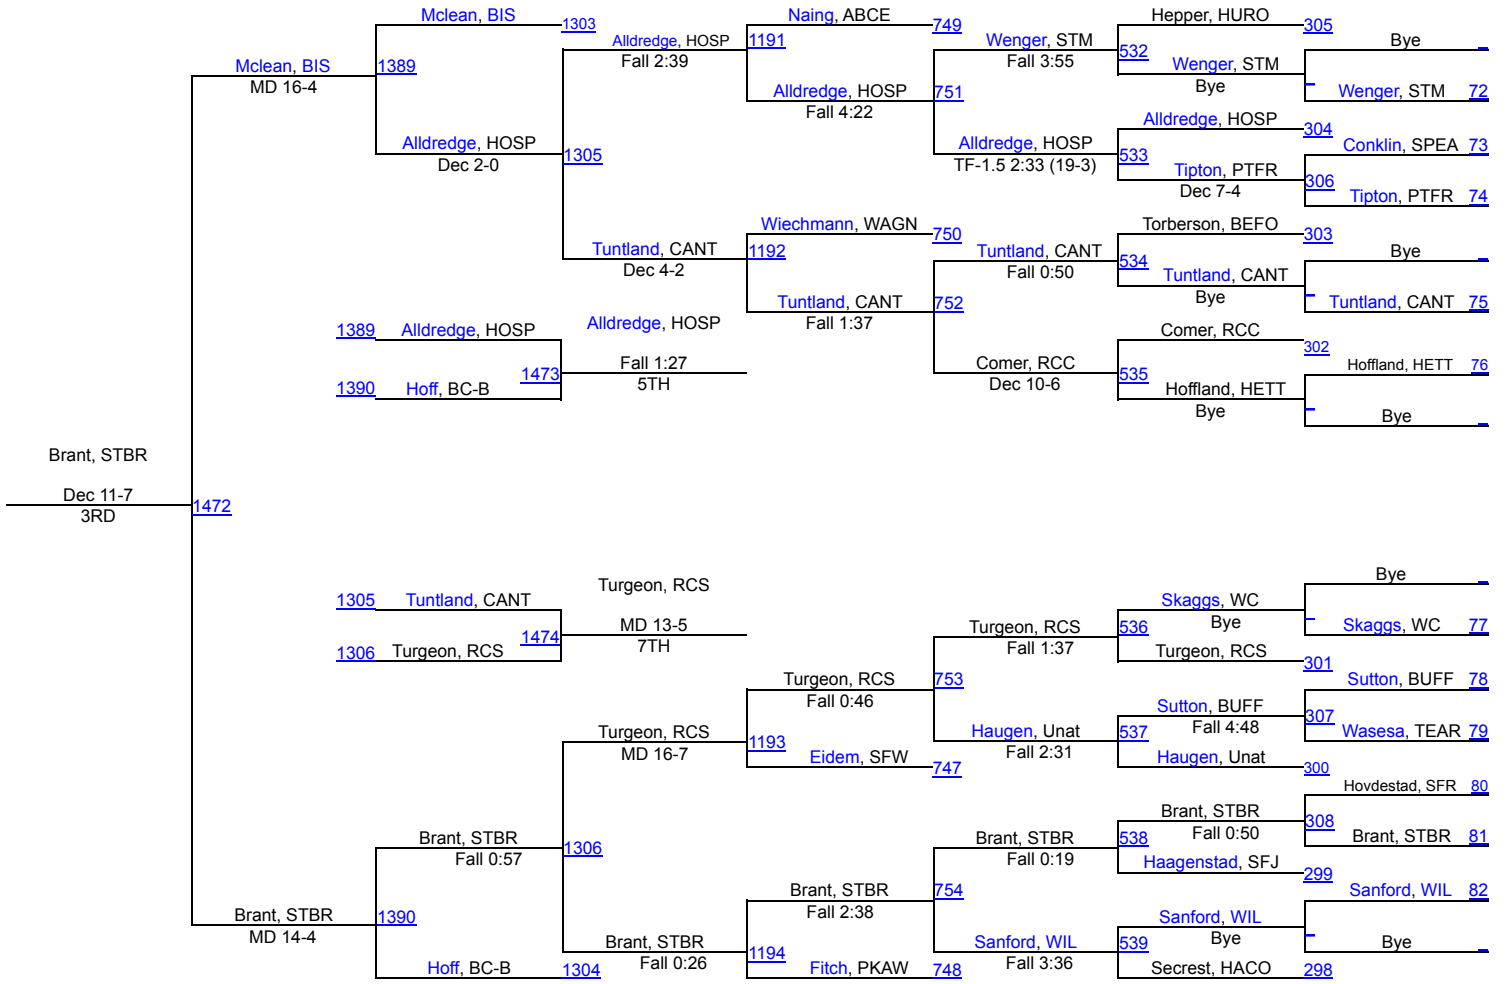 Mclean, BIS
1303
Naing, ABCE
749
Hepper, HURO
305
Alldredge, HOSP
Fall 2:39
1191
Wenger, STM
Fall 3:55
532
Bye
Mclean, BIS
MD 16-4
1389
Wenger, STM
Bye
Alldredge, HOSP
Fall 4:22
751
Wenger, STM 72
Alldredge, HOSP
304
Alldredge, HOSP
Dec 2-0
1305
Alldredge, HOSP
TF-1.5 2:33 (19-3)
533
Conklin, SPEA 73
Tipton, PTFR
Dec 7-4
306
Tipton, PTFR 74
Wiechmann, WAGN
750
Torberson, BEFO
303
Tuntland, CANT
Dec 4-2
1192
Tuntland, CANT
Fall 0:50
534
Bye
Tuntland, CANT
Bye
Tuntland, CANT
Fall 1:37
752
Tuntland, CANT 75
1389 Alldredge, HOSP
Alldredge, HOSP
Comer, RCC
302
Fall 1:27
5TH
1473
Comer, RCC
Dec 10-6
535
Hoffland, HETT 76
1390 Hoff, BC-B
Hoffland, HETT
Bye
Bye
Brant, STBR
Dec 11-7
3RD
1472
Bye
Turgeon, RCS
1305 Tuntland, CANT
Skaggs, WC
Bye
MD 13-5
7TH
1474
Turgeon, RCS
Fall 1:37
536
Skaggs, WC 77
1306 Turgeon, RCS
Turgeon, RCS
301
Turgeon, RCS
Fall 0:46
753
Sutton, BUFF 78
Sutton, BUFF
Fall 4:48
307
Turgeon, RCS
MD 16-7
1193
Haugen, Unat
Fall 2:31
537
Wasesa, TEAR 79
Eidem, SFW
747
Haugen, Unat
300
Hovdestad, SFR 80
Brant, STBR
Fall 0:50
308
Brant, STBR
Fall 0:57
1306
Brant, STBR
Fall 0:19
538
Brant, STBR 81
Haagenstad, SFJ
299
Brant, STBR
Fall 2:38
754
Sanford, WIL 82
Brant, STBR
MD 14-4
1390
Sanford, WIL
Bye
Brant, STBR
Fall 0:26
1194
Sanford, WIL
Fall 3:36
539
Bye
Hoff, BC-B
1304
Fitch, PKAW
748
Secrest, HACO
298